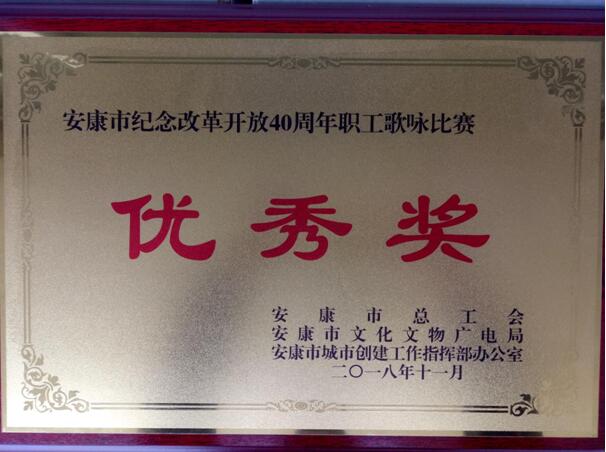 安康市纪念改革开放40周年职工歌咏比赛
优秀奖
安康市总工会
安康市文化文物广电局
安康市城市创建工作指挥部办公室
二〇一八年十一月